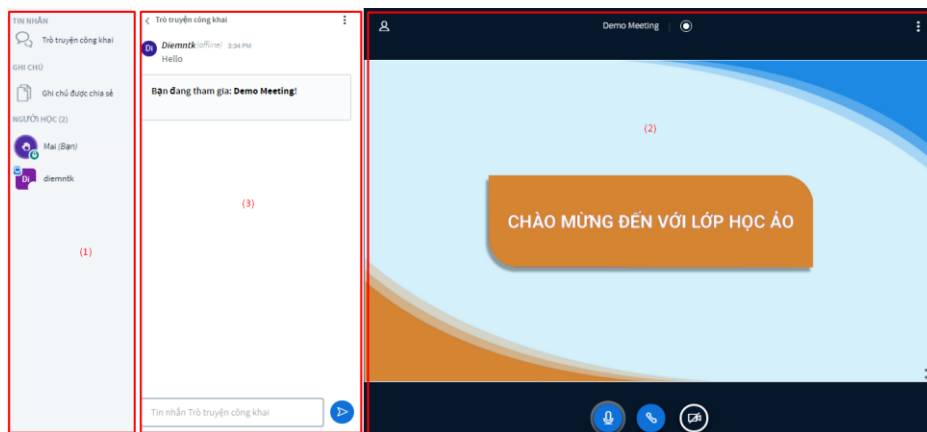 TIN NHẮN
Trò truyện công khai
GHI CHÚ
Ghi chú được chia sẻ
NGƯỜI HỌC (2)
Mai (Bạn)
Di
diemntk
(1)
Trò truyện công khai
Di
Diemntk(offline) 3:34 PM
Hello
Bạn đang tham gia: Demo Meeting!
(3)
Tin nhắn Trò truyện công khai
Demo Meeting
(2)
CHÀO MỪNG ĐẾN VỚI LỚP HỌC ẢO